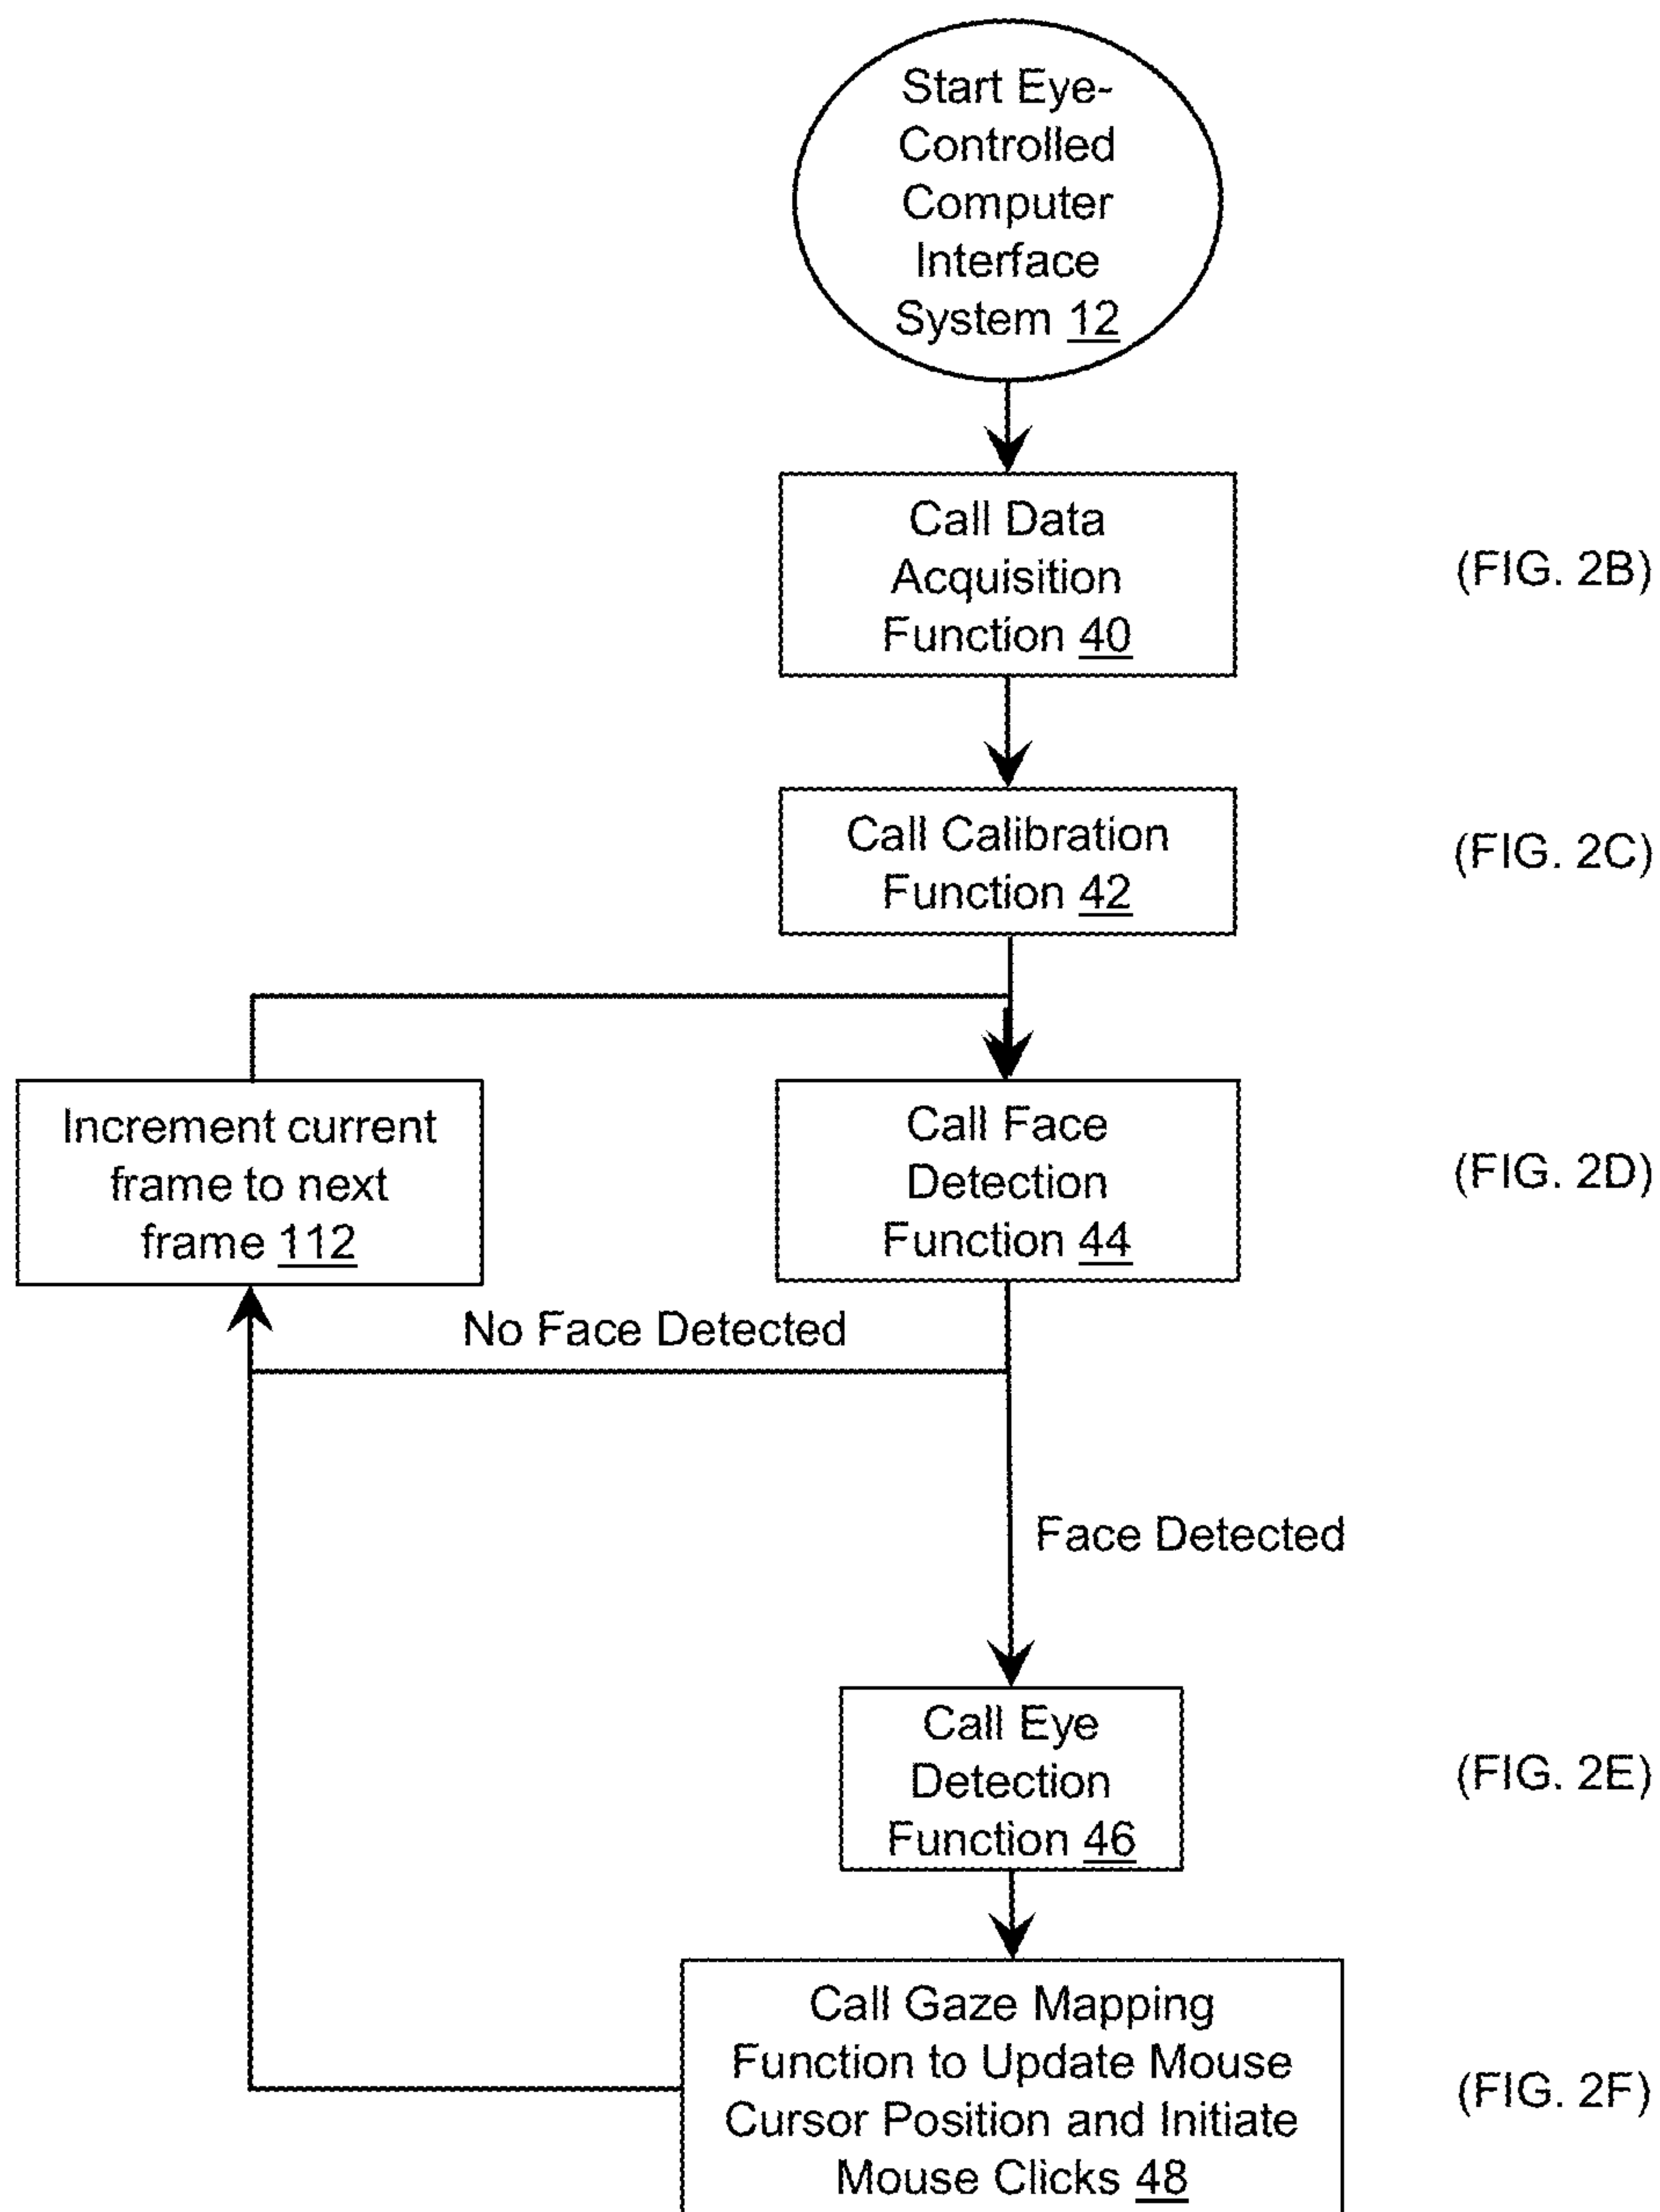 Start Eye-
Controlled
Computer
Interface
System 12
Call Data
Acquisition
Function 40
(FIG. 2B)
Call Calibration
Function 42
(FIG. 2C)
Increment current
frame to next
frame 112
Call Face
Detection
Function 44
(FIG. 2D)
No Face Detected
Face Detected
Call Eye
Detection
Function 46
(FIG. 2E)
Call Gaze Mapping
Function to Update Mouse
Cursor Position and Initiate
Mouse Clicks 48
(FIG. 2F)